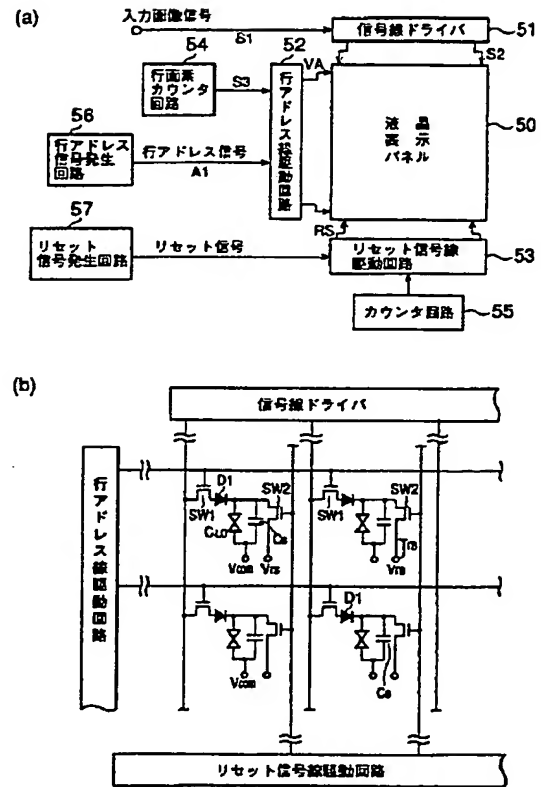 (a)
入力画像信号
S1
信号線ドライバ
51
S2
54
行画素
カウンタ
回路
S3
52
VA
行アドレス線駆動回路
液晶
表示
パネル
50
56
行アドレス
信号発生
回路
行アドレス信号
A1
57
リセット
信号発生回路
リセット信号
RS
リセット信号線
駆動回路
53
カウンタ回路
55
(b)
信号線ドライバ
行アドレス線駆動回路
D1
SW1
SW2
Cs
Vcom
Vrs
SW1
SW2
Trs
Vrs
Vcom
D1
Cs
リセット信号線駆動回路